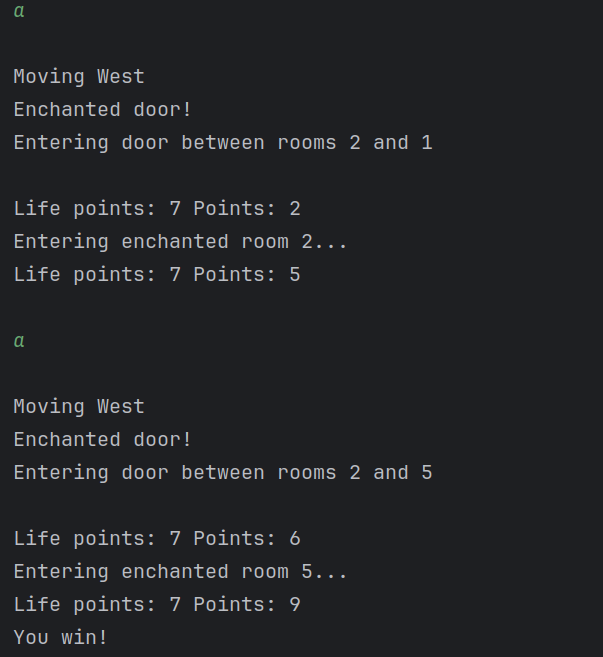 a
Moving West
Enchanted door!
Entering door between rooms 2 and 1
Life points: 7 Points: 2
Entering enchanted room 2...
Life points: 7 Points: 5
a
Moving West
Enchanted door!
Entering door between rooms 2 and 5
Life points: 7 Points: 6
Entering enchanted room 5...
Life points: 7 Points: 9
You win!